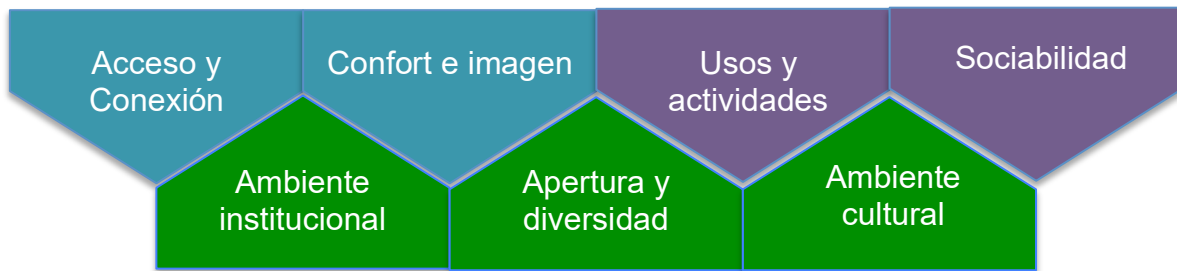 Acceso y
Conexión
Confort e imagen
Usos y
actividades
Sociabilidad
Ambiente
institucional
Apertura y
diversidad
Ambiente
cultural